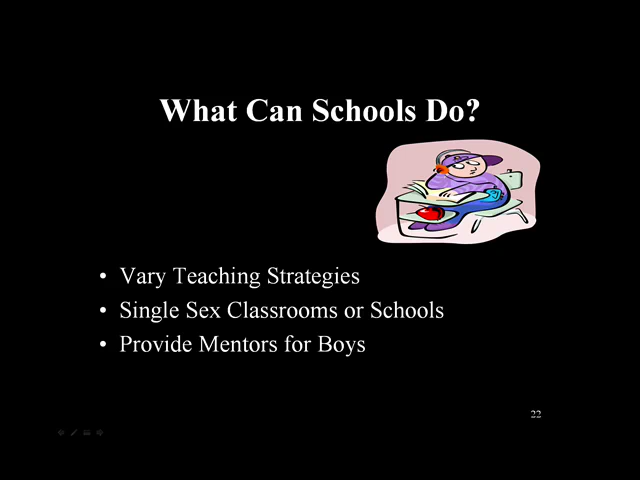 What Can Schools Do?
• Vary Teaching Strategies
• Single Sex Classrooms or Schools
• Provide Mentors for Boys
22